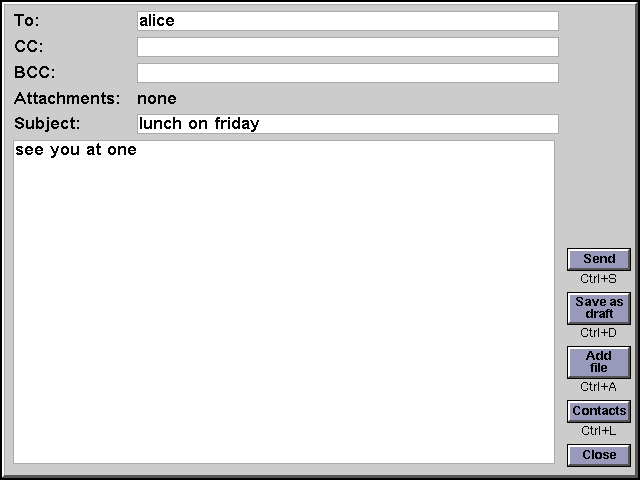 To: alice
CC:
BCC:
Attachments: none
Subject: lunch on friday
see you at one
Send
Ctrl+S
Save as
draft
Ctrl+D
Add
file
Ctrl+A
Contacts
Ctrl+L
Close